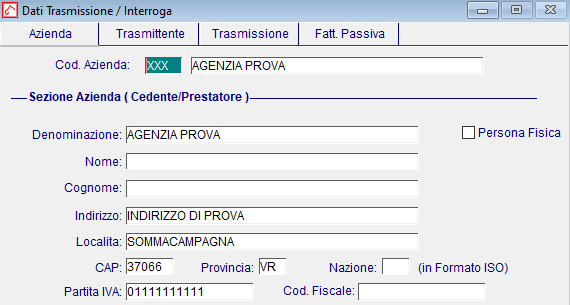 Dati Trasmissione / Interroga
Azienda Trasmittente Trasmissione Fatt. Passiva
Cod. Azienda: XXX AGENZIA PROVA
Sezione Azienda ( Cedente/Prestatore )
Denominazione: AGENZIA PROVA Persona Fisica
Nome:
Cognome:
Indirizzo: INDIRIZZO DI PROVA
Localita: SOMMACAMPAGNA
CAP: 37066 Provincia: VR Nazione: (in Formato ISO)
Partita IVA: 01111111111 Cod. Fiscale: